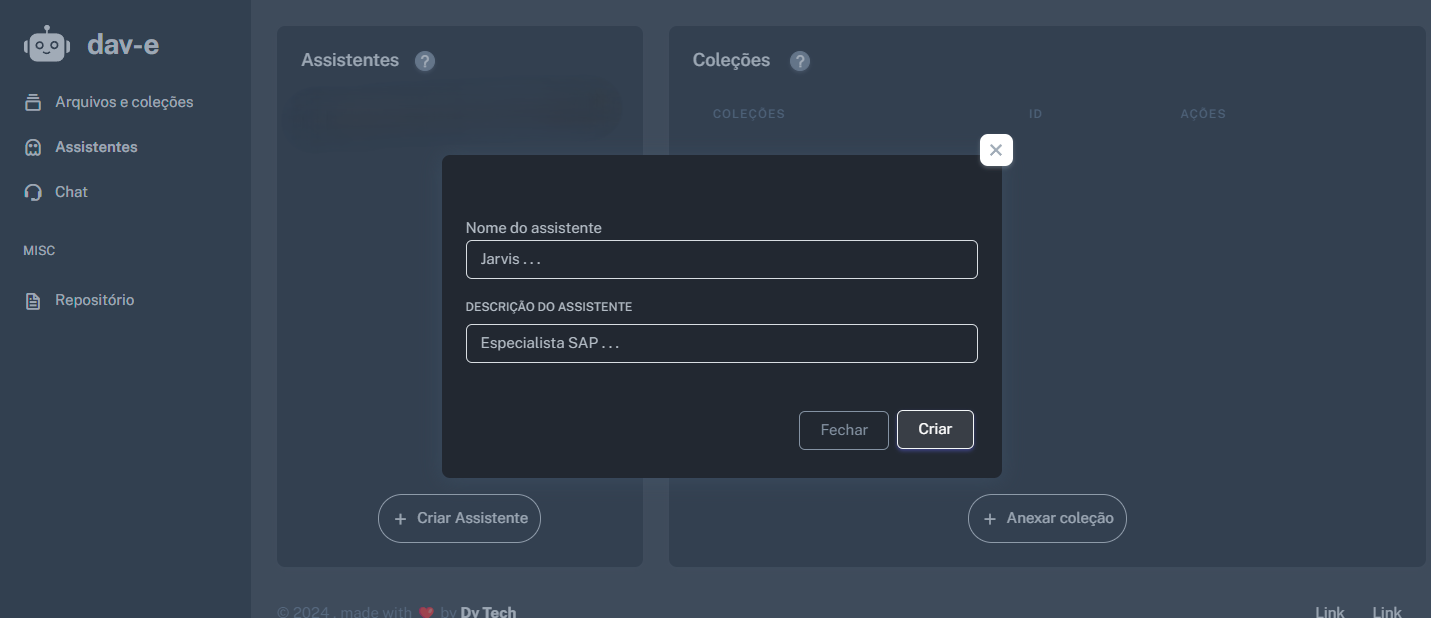 dav-e
Arquivos e coleções
Assistentes
Chat
MISC
Repositório
Assistentes ?
Coleções ?
COLEÇÕES ID AÇÕES
Nome do assistente
Jarvis . . .
DESCRIÇÃO DO ASSISTENTE
Especialista SAP . . .
Fechar Criar
+ Criar Assistente
+ Anexar coleção
© 2024 , made with ❤️ by Dv Tech
Link Link